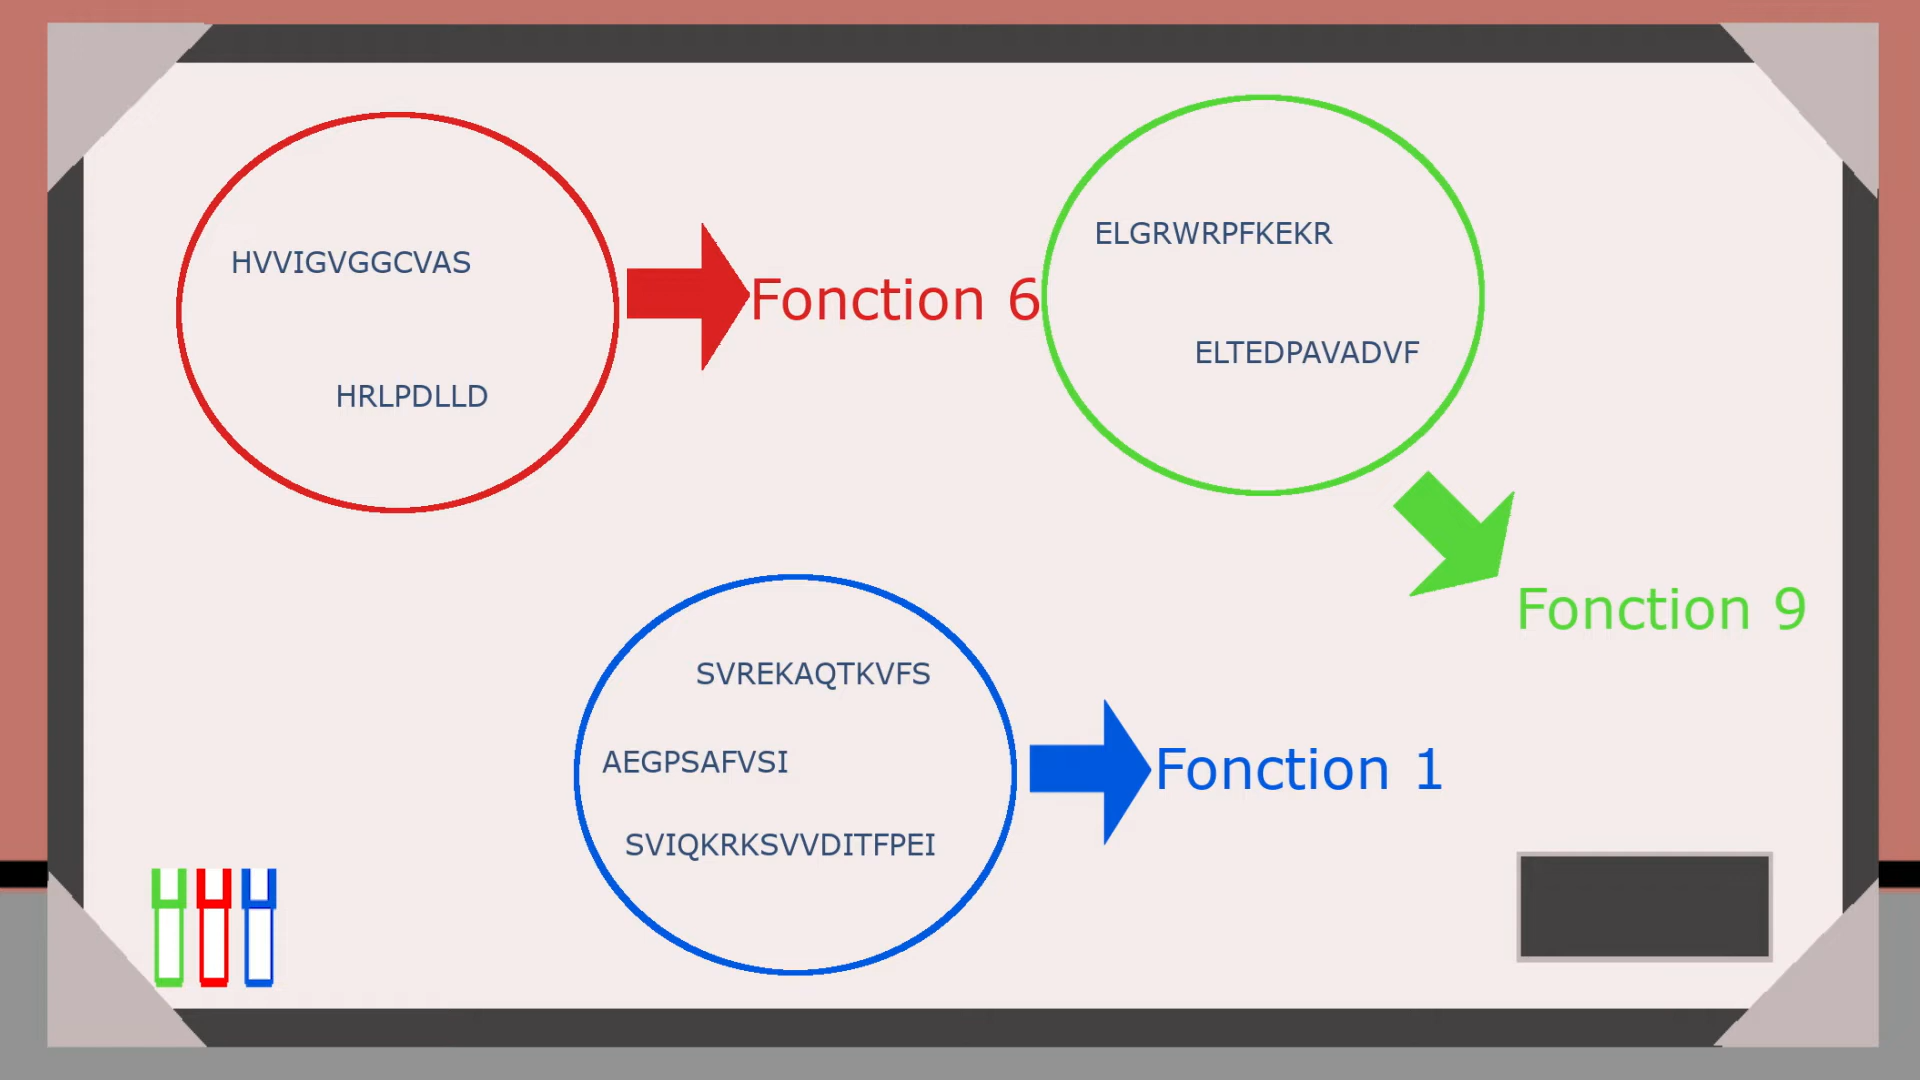 HVVIGVGGCVAS
HRLPDLLD
Fonction 6
ELGRWRPFKEKR
ELTEDPAVADVF
Fonction 9
SVREKAQTKVFS
AEGPSAFVSI
SVIQKRKSVVDITFPEI
Fonction 1